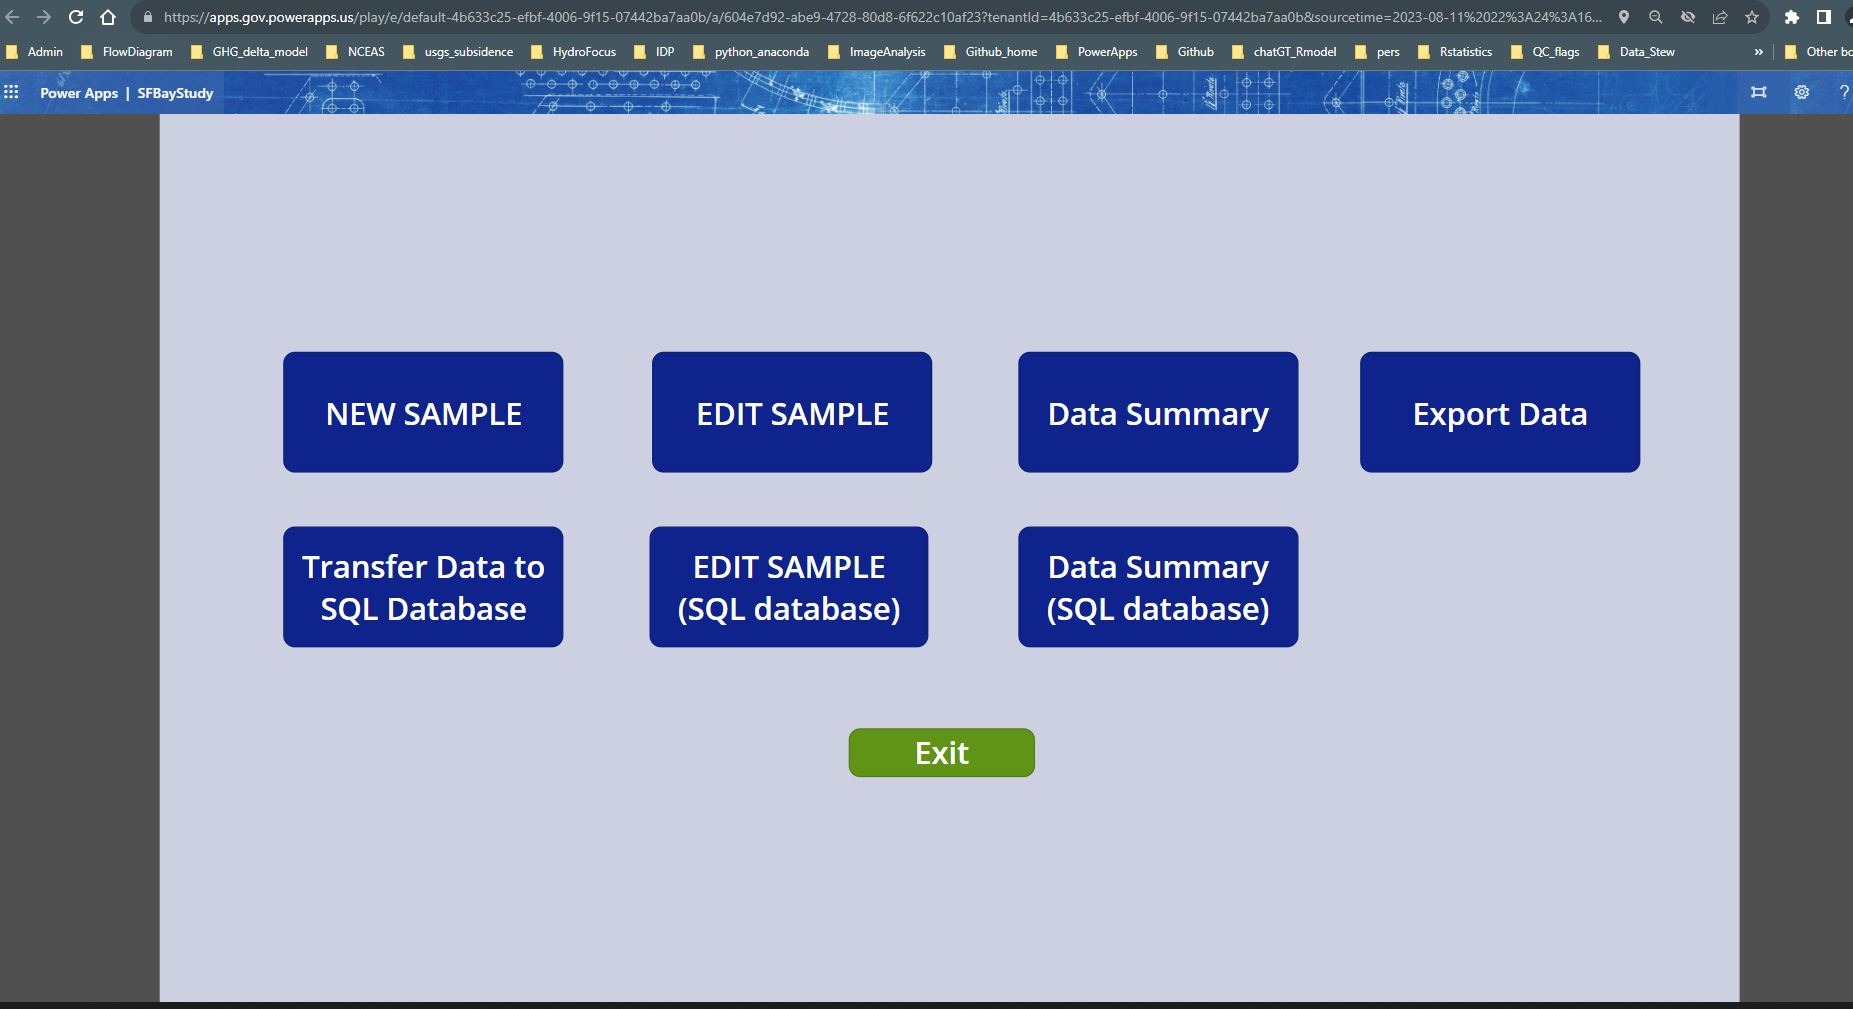 https://apps.gov.powerapps.us/play/e/default-4b633c25-efbf-4006-9f15-07442ba7aa0b/a/604e7d92-abe9-4728-80d8-6f622c10af23?tenantId=4b633c25-efbf-4006-9f15-07442ba7aa0b&sourcetime=2023-08-11%2022%3A24%3A16...
Admin FlowDiagram GHG_delta_model NCEAS usgs_subsidence HydroFocus IDP python_anaconda ImageAnalysis Github_home PowerApps Github chatGT_Rmodel pers Rstatistics QC_flags Data_Stew » Other bo
Power Apps | SFBayStudy ?
NEW SAMPLE
EDIT SAMPLE
Data Summary
Export Data
Transfer Data to
SQL Database
EDIT SAMPLE
(SQL database)
Data Summary
(SQL database)
Exit